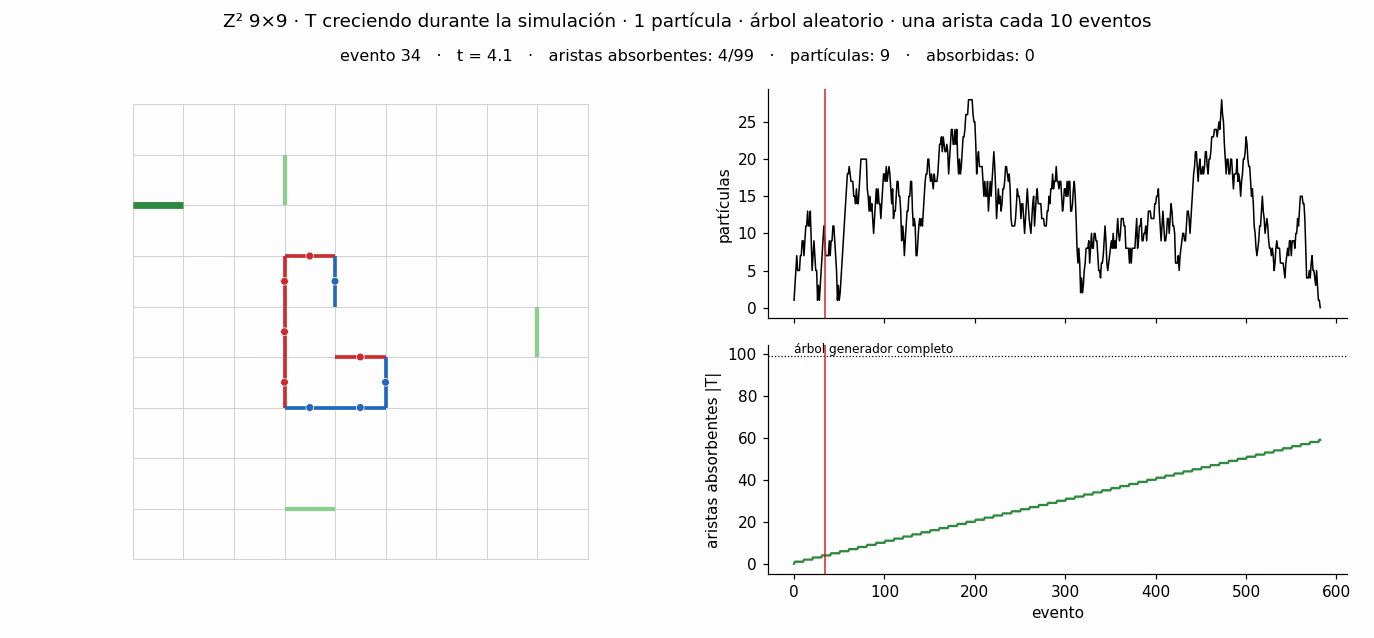 Z² 9×9 · T creciendo durante la simulación · 1 partícula · árbol aleatorio · una arista cada 10 eventos
evento 34 · t = 4.1 · aristas absorbentes: 4/99 · partículas: 9 · absorbidas: 0
25
20
15
10
5
0
partículas
árbol generador completo
100
80
60
40
20
0
aristas absorbentes |T|
0 100 200 300 400 500 600
evento